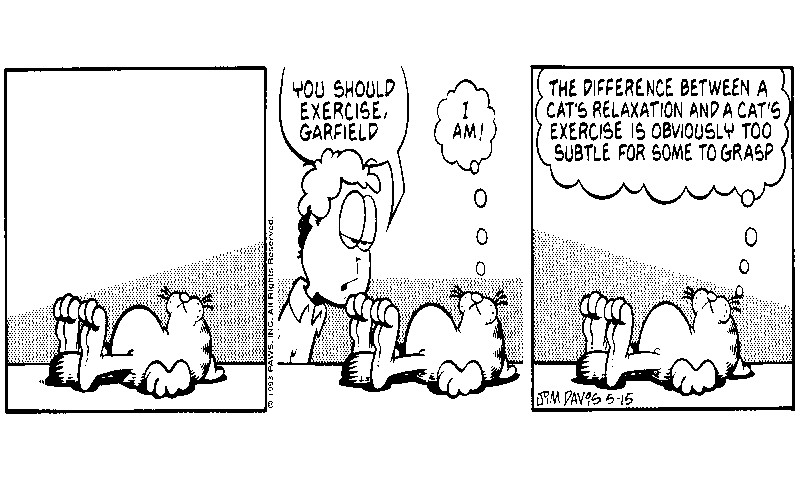 © 1993 PAWS, INC. All Rights Reserved.
YOU SHOULD
EXERCISE,
GARFIELD
I
AM!
THE DIFFERENCE BETWEEN A
CAT'S RELAXATION AND A CAT'S
EXERCISE IS OBVIOUSLY TOO
SUBTLE FOR SOME TO GRASP
JIM DAVIS 5-15